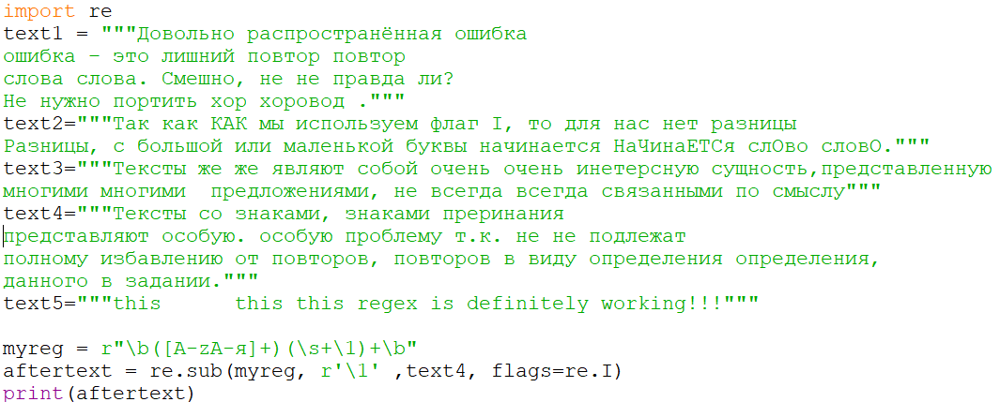 import re
text1 = """Довольно распространённая ошибка
ошибка – это лишний повтор повтор
слова слова. Смешно, не не правда ли?
Не нужно портить хор хоровод ."""
text2="""Так как КАК мы используем флаг I, то для нас нет разницы
Разницы, с большой или маленькой буквы начинается НаЧинаЕТСя слОво словО."""
text3="""Тексты же же являют собой очень очень инетерсную сущность,представленную
многими многими  предложениями, не всегда всегда связанными по смыслу"""
text4="""Тексты со знаками, знаками преринания
представляют особую. особую проблему т.к. не не подлежат
полному избавлению от повторов, повторов в виду определения определения,
данного в задании."""
text5="""this      this this regex is definitely working!!!"""

myreg = r"\b([A-zА-я]+)(\s+\1)+\b"
aftertext = re.sub(myreg, r'\1' ,text4, flags=re.I)
print(aftertext)